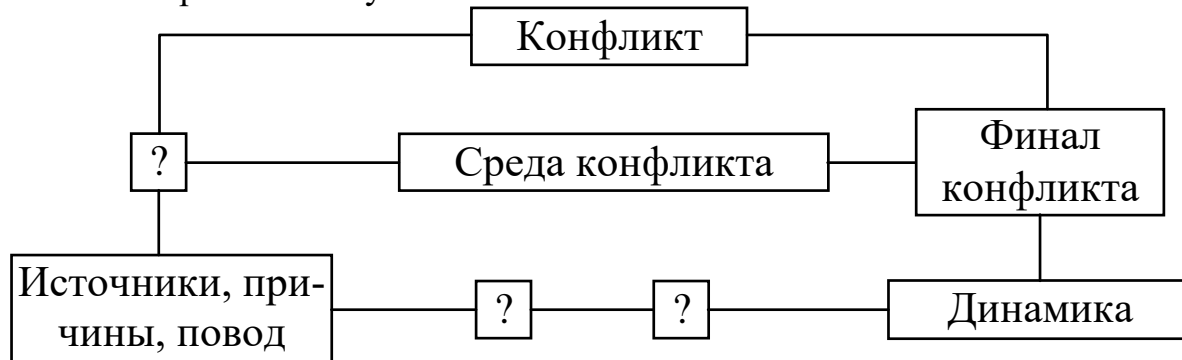 Конфликт
?
Среда конфликта
Финал
конфликта
Источники, при-
чины, повод
?
?
Динамика